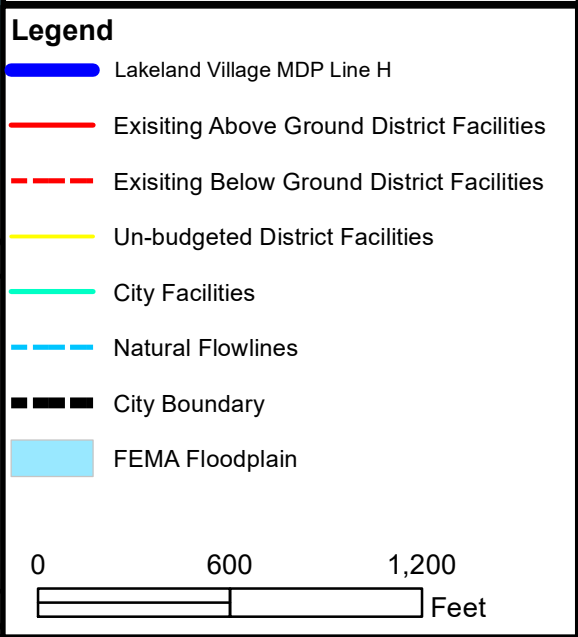 Legend
Lakeland Village MDP Line H
Exisiting Above Ground District Facilities
Exisiting Below Ground District Facilities
Un-budgeted District Facilities
City Facilities
Natural Flowlines
City Boundary
FEMA Floodplain
0 600 1,200
Feet